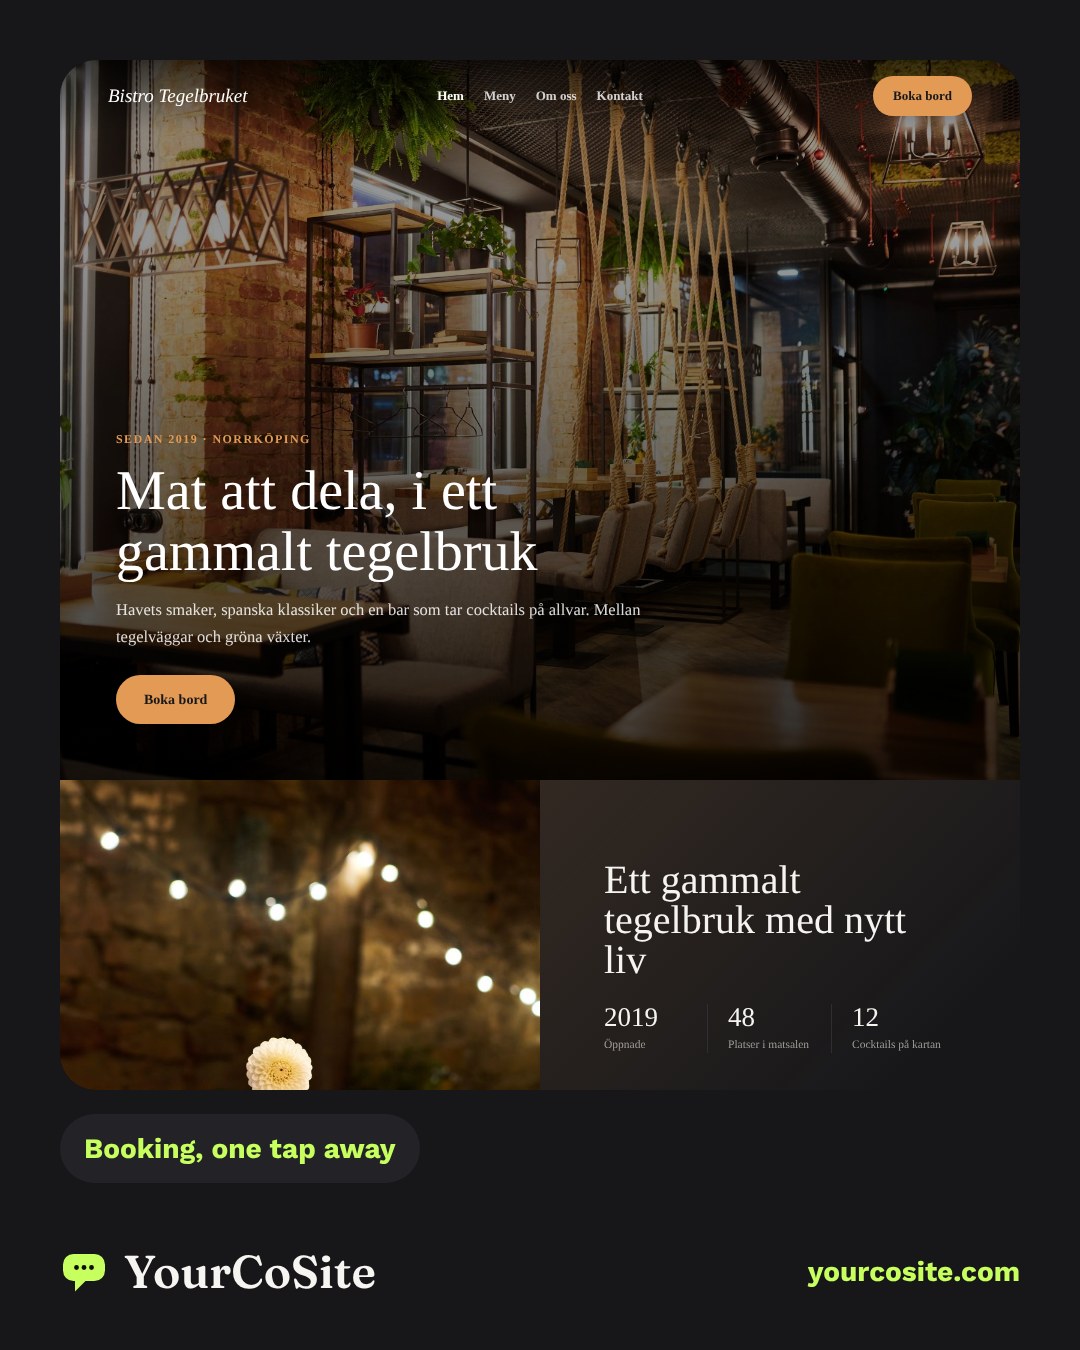 Bistro Tegelbruket
Hem Meny Om oss Kontakt
Boka bord
SEDAN 2019 · NORRKÖPING
Mat att dela, i ett
gammalt tegelbruk
Havets smaker, spanska klassiker och en bar som tar cocktails på allvar. Mellan
tegelväggar och gröna växter.
Boka bord
Ett gammalt
tegelbruk med nytt
liv
2019 48 12
Öppnade Platser i matsalen Cocktails på kartan
Booking, one tap away
YourCoSite
yourcosite.com